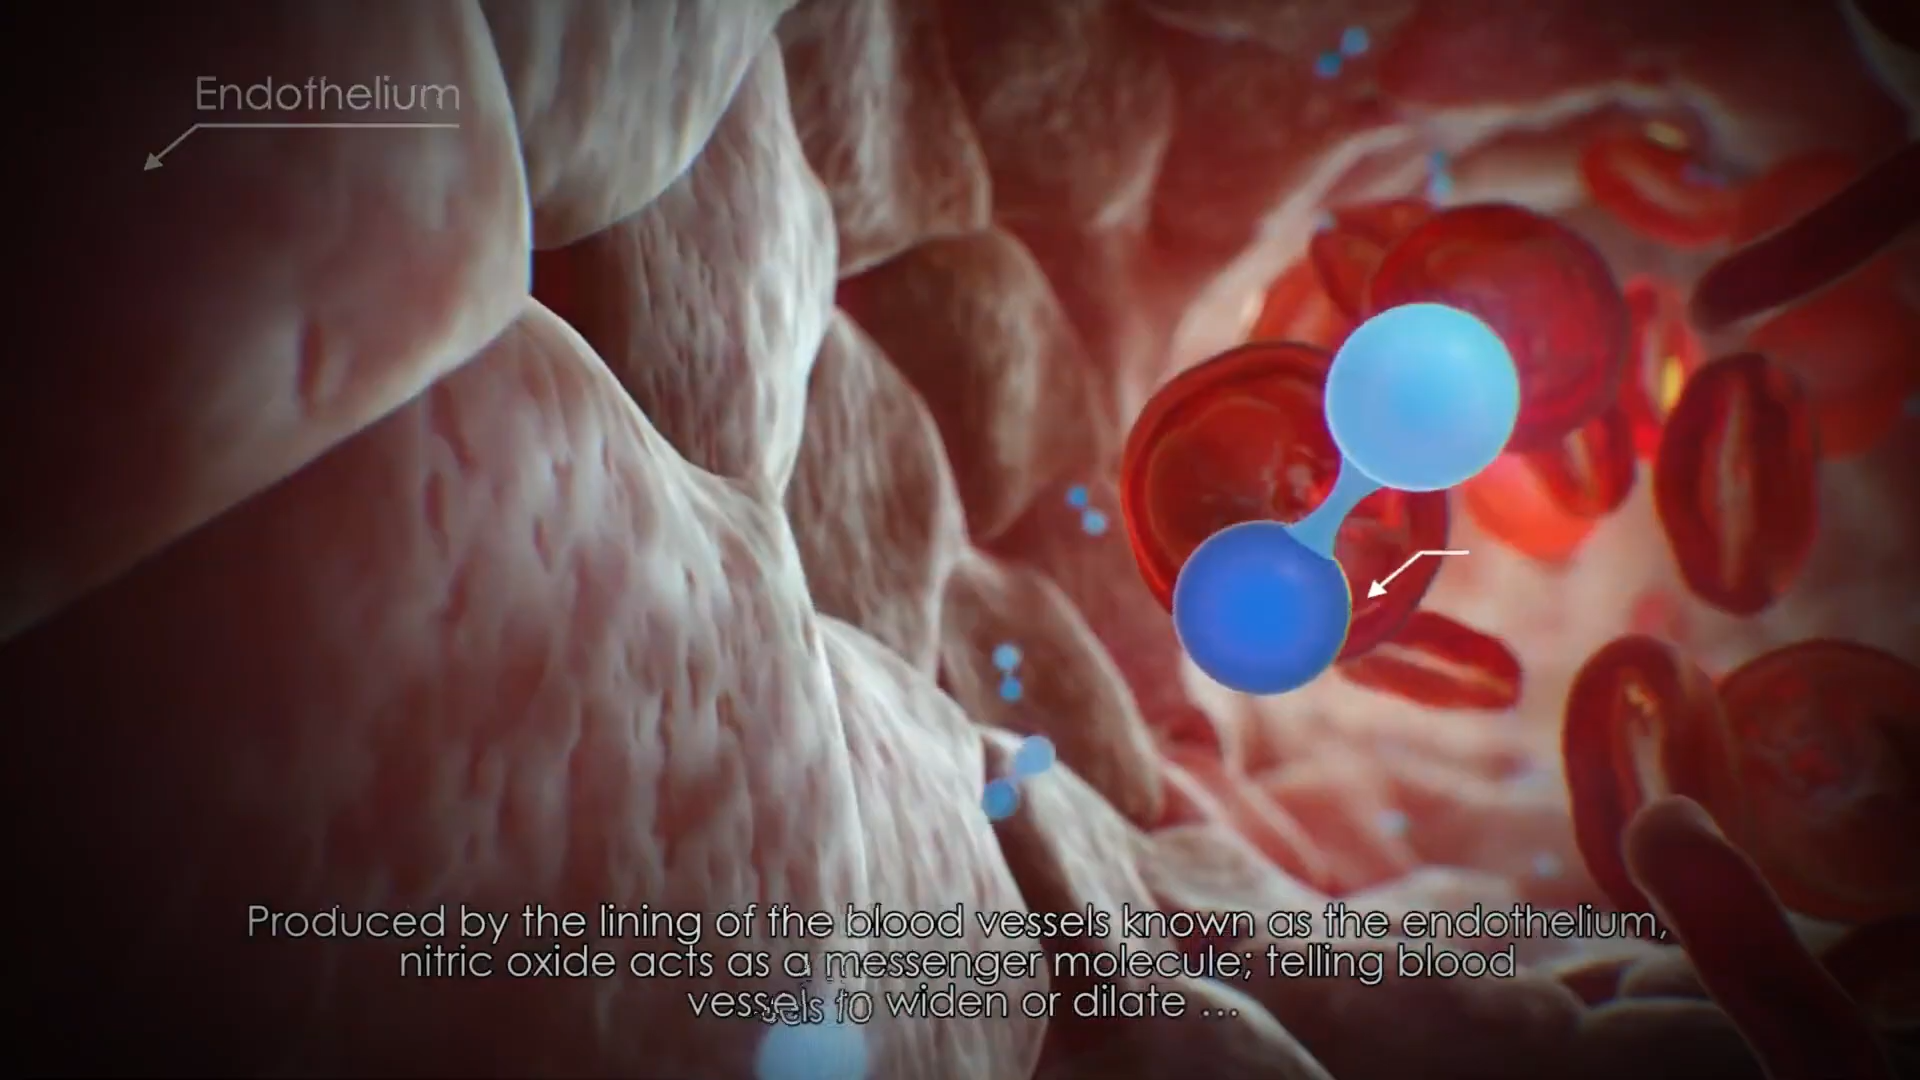 Endothelium
Produced by the lining of the blood vessels known as the endothelium,
nitric oxide acts as a messenger molecule; telling blood
vessels to widen or dilate ...